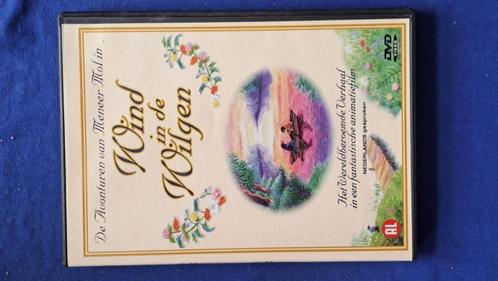 De Avonturen van Meneer Mol in
Wind
in de
Wilgen
Het Wereldberoemde Verhaal
in een fantastische animatiefilm
NEDERLANDS gesproken
AL
DVD
VIDEO